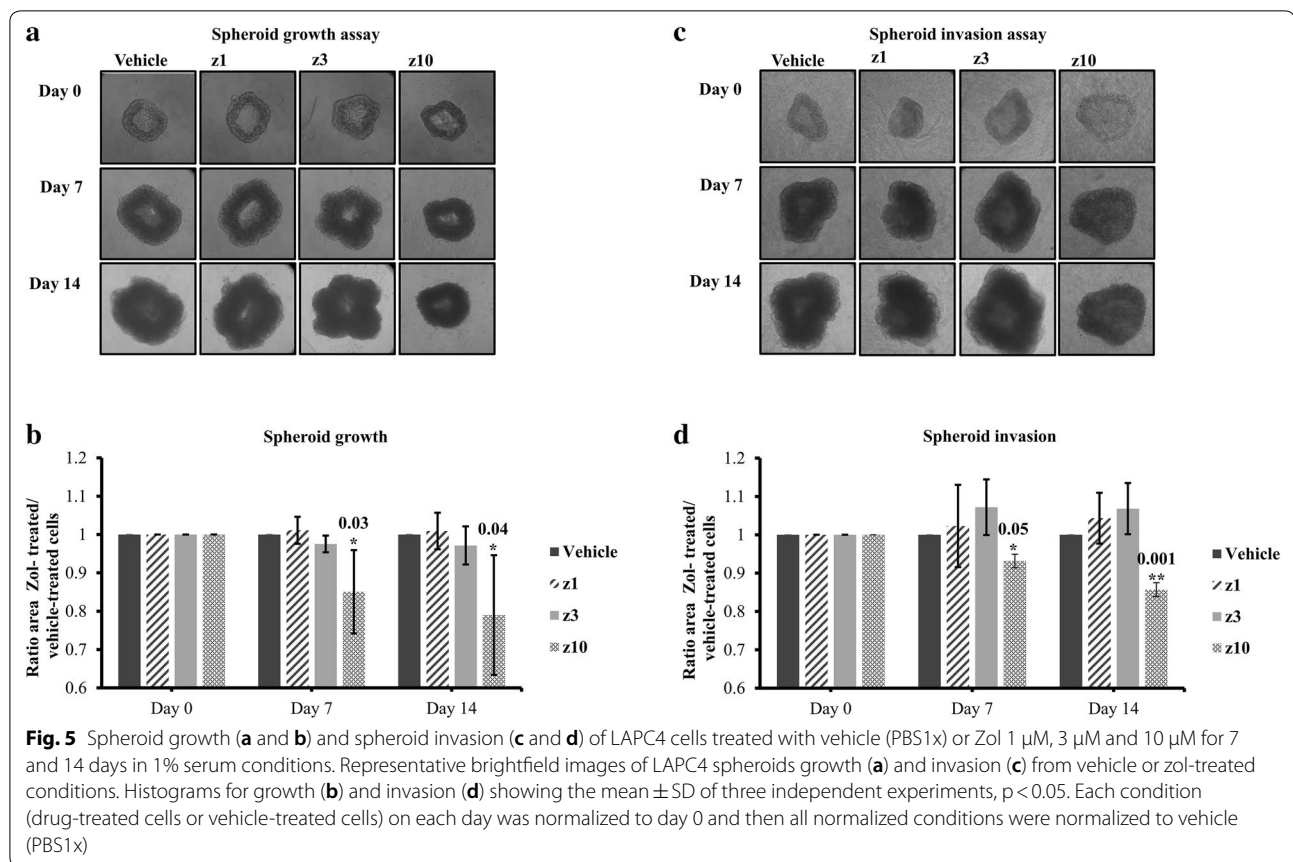 a
Spheroid growth assay
Vehicle z1 z3 z10
Day 0
Day 7
Day 14
c
Spheroid invasion assay
Vehicle z1 z3 z10
Day 0
Day 7
Day 14
b
Spheroid growth
Ratio area Zol- treated/
vehicle-treated cells
1.2
1.1
1
0.9
0.8
0.7
0.6
0.03
*
0.04
*
Day 0 Day 7 Day 14
Vehicle
z1
z3
z10
d
Spheroid invasion
Ratio area Zol- treated/
vehicle-treated cells
1.2
1.1
1
0.9
0.8
0.7
0.6
0.05
*
0.001
**
Day 0 Day 7 Day 14
Vehicle
z1
z3
z10
Fig. 5 Spheroid growth (a and b) and spheroid invasion (c and d) of LAPC4 cells treated with vehicle (PBS1x) or Zol 1 µM, 3 µM and 10 µM for 7
and 14 days in 1% serum conditions. Representative brightfield images of LAPC4 spheroids growth (a) and invasion (c) from vehicle or zol-treated
conditions. Histograms for growth (b) and invasion (d) showing the mean ± SD of three independent experiments, p < 0.05. Each condition
(drug-treated cells or vehicle-treated cells) on each day was normalized to day 0 and then all normalized conditions were normalized to vehicle
(PBS1x)